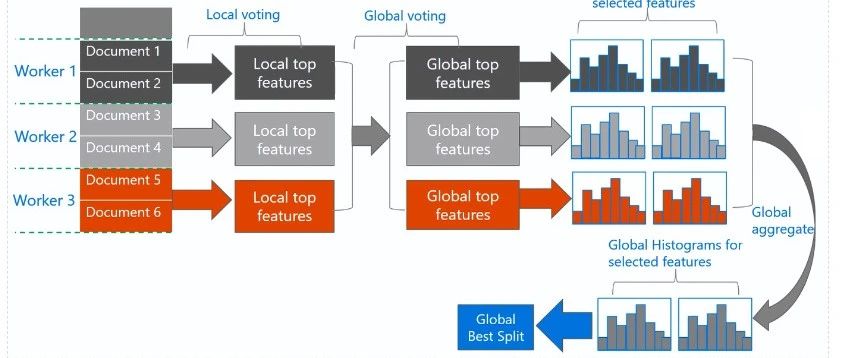 selected features
Local voting
Global voting
Document 1
Worker 1
Document 2
Local top
features
Global top
features
Document 3
Worker 2
Document 4
Local top
features
Global top
features
Document 5
Worker 3
Document 6
Local top
features
Global top
features
Global
aggregate
Global Histograms for
selected features
Global
Best Split